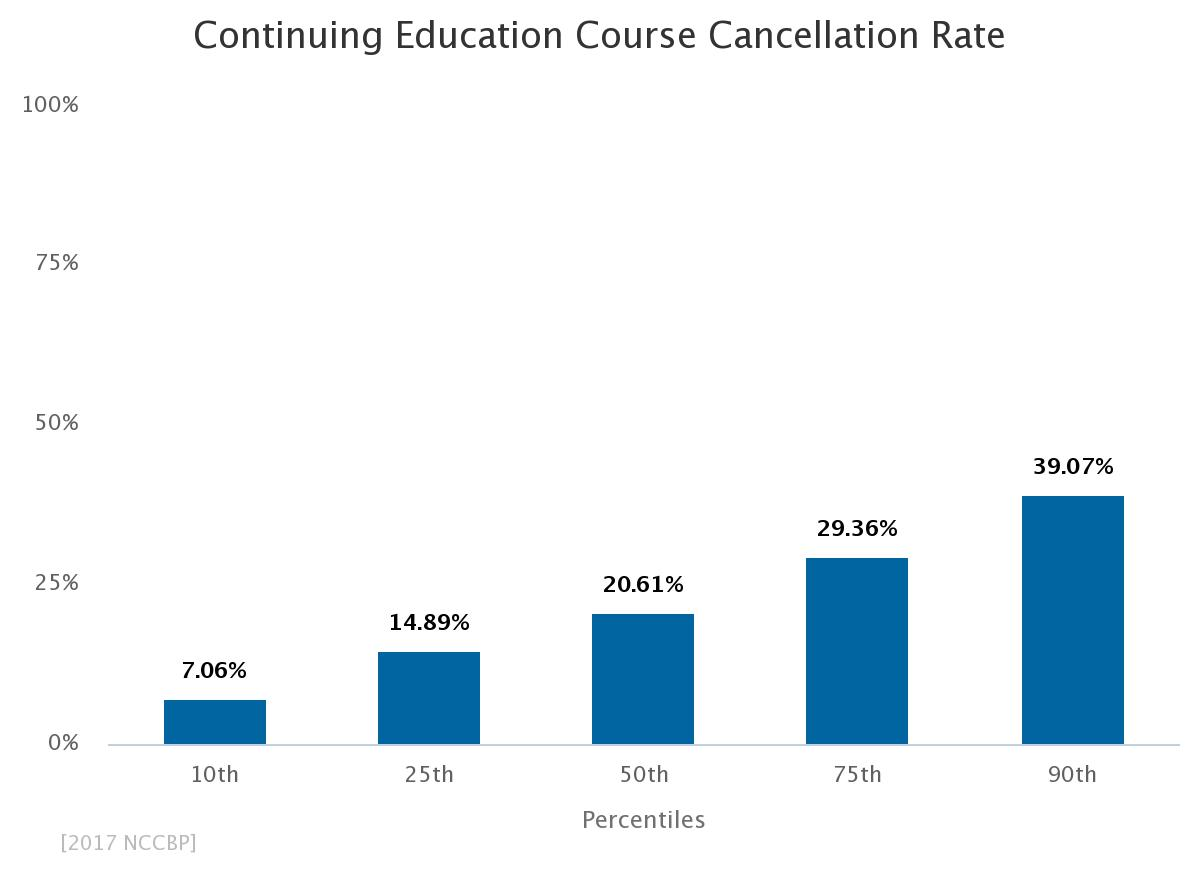 Continuing Education Course Cancellation Rate
100%
75%
50%
25%
0%
7.06%
14.89%
20.61%
29.36%
39.07%
10th 25th 50th 75th 90th
Percentiles
[2017 NCCBP]